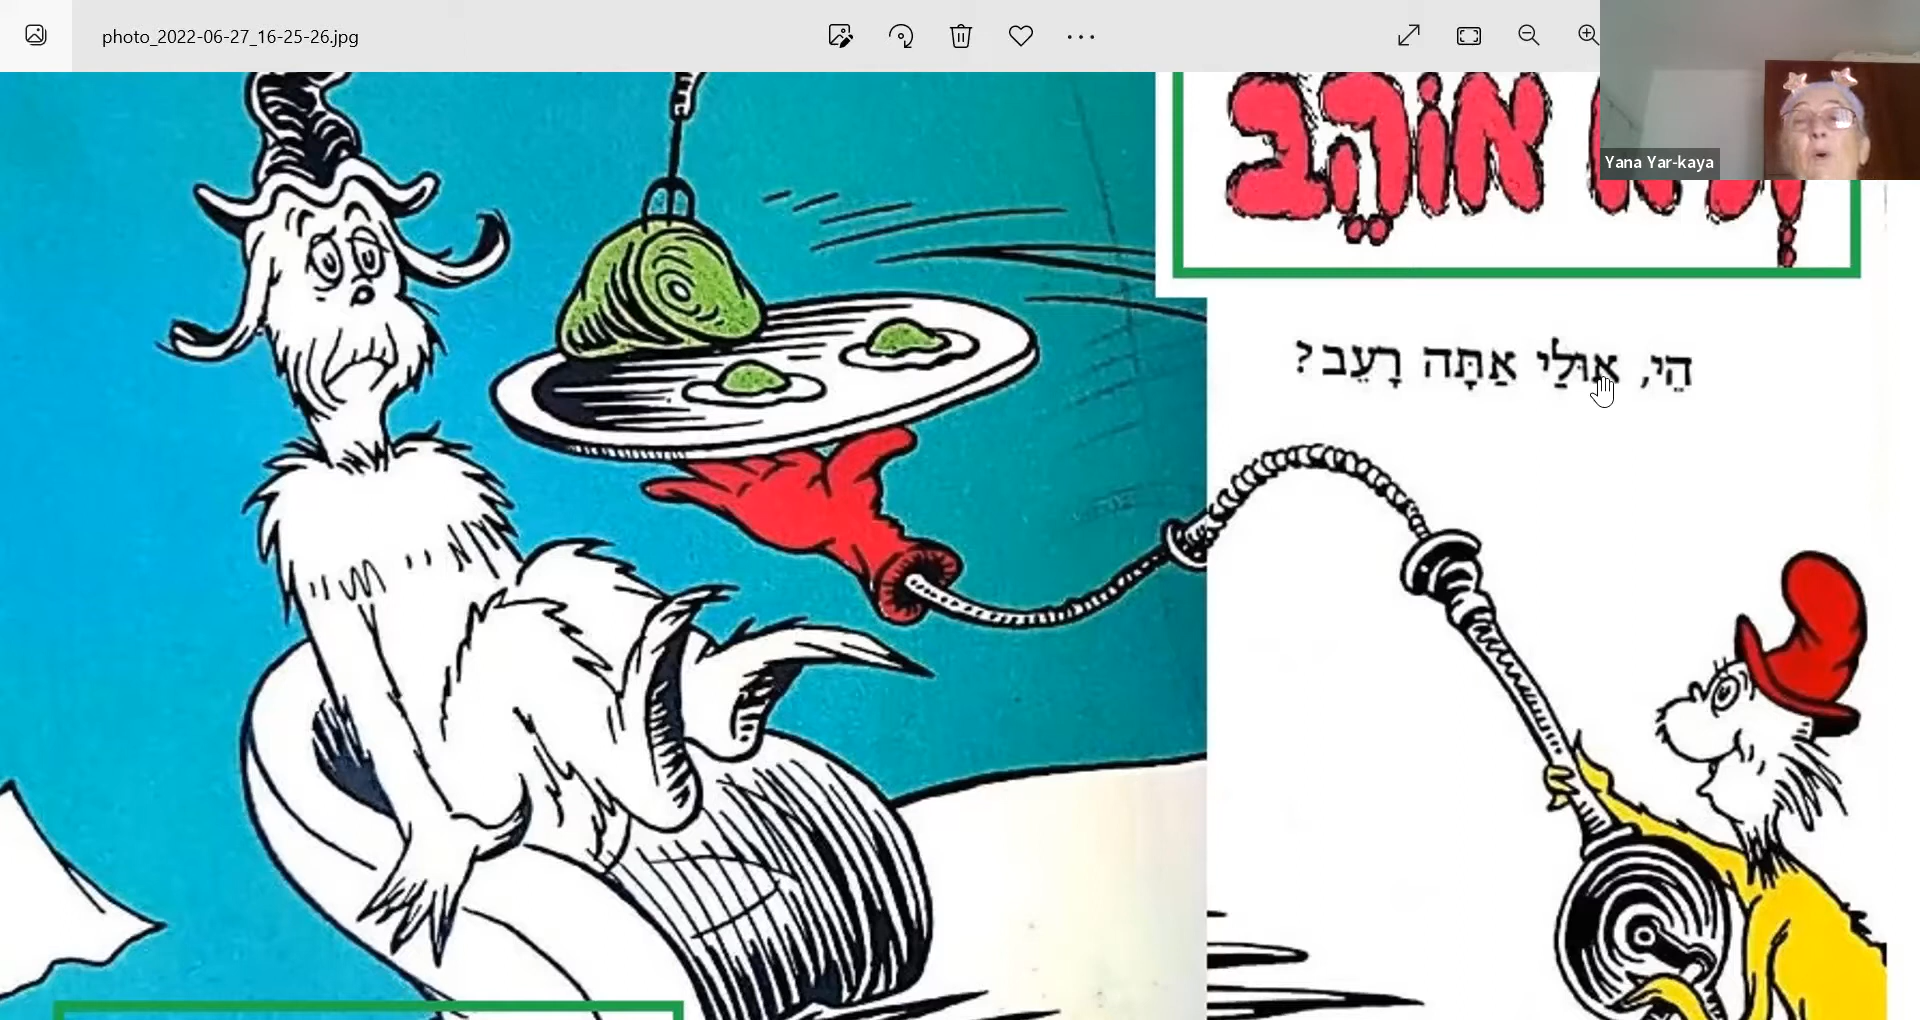 photo_2022-06-27_16-25-26.jpg
Yana Yar-kaya
אוֹהֵב
הֵי, אוּלַי אַתָּה רָעֵב?